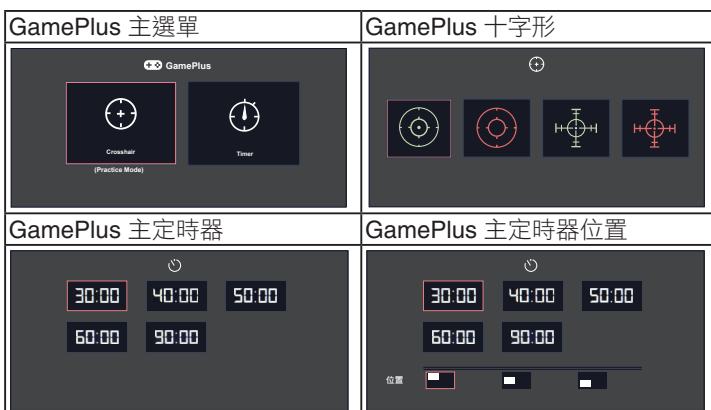 GamePlus 主選單
GamePlus 十字形
GamePlus
Crosshair
Timer
(Practice Mode)
GamePlus 主定時器
GamePlus 主定時器位置
30:00 40:00 50:00
60:00 90:00
30:00 40:00 50:00
60:00 90:00
位置